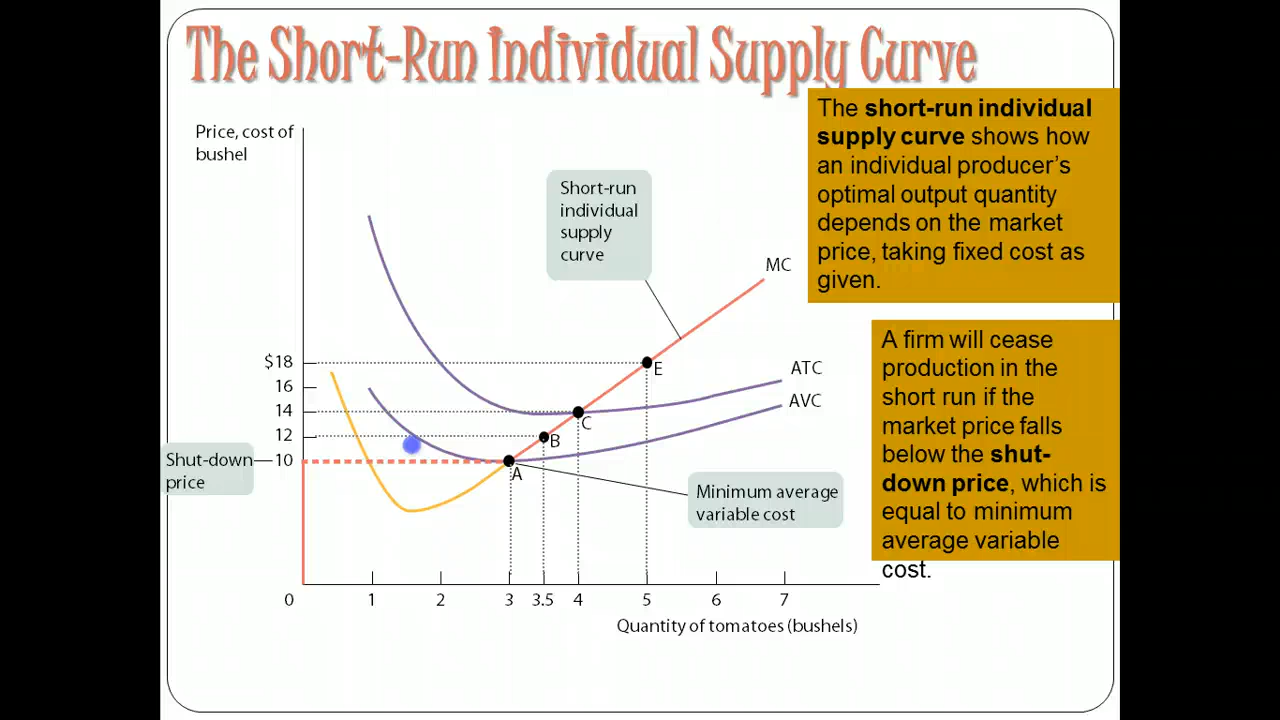 The Short-Run Individual Supply Curve
The short-run individual
supply curve shows how
an individual producer's
optimal output quantity
depends on the market
price, taking fixed cost as
given.
A firm will cease
production in the
short run if the
market price falls
below the shut-
down price, which is
equal to minimum
average variable
cost.
Price, cost of
bushel
Short-run
individual
supply
curve
MC
$18
E
ATC
16
AVC
14
C
12
B
Shut-down
price
10
A
Minimum average
variable cost
0 1 2 3 3.5 4 5 6 7
Quantity of tomatoes (bushels)